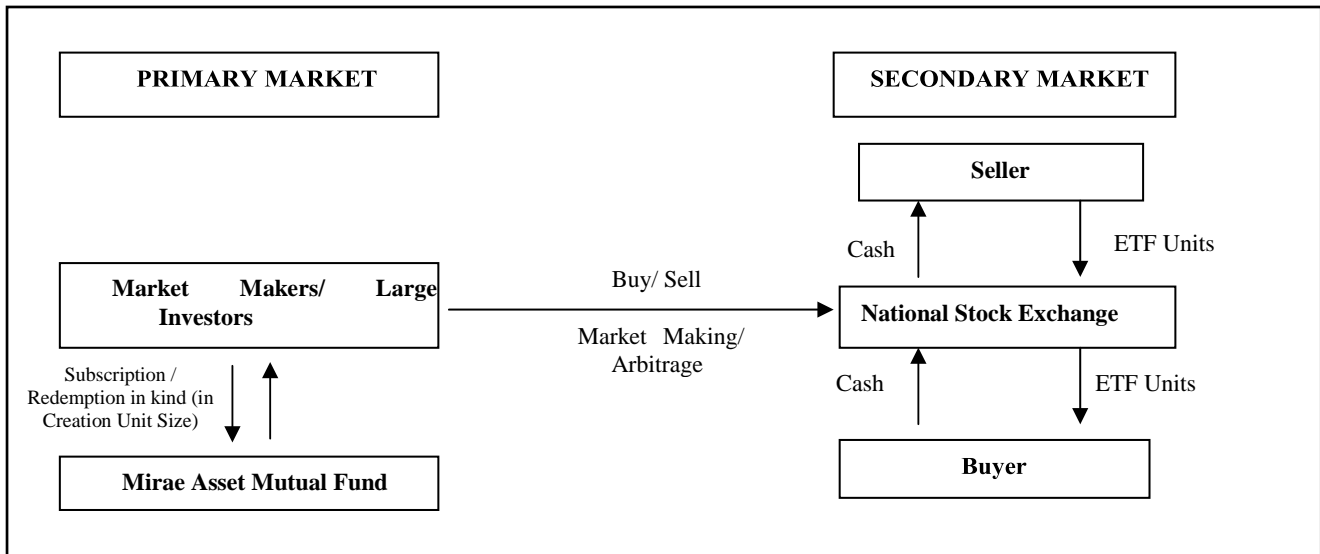 PRIMARY MARKET
SECONDARY MARKET
Seller
Cash
ETF Units
Market Makers/ Large
Investors
Buy/ Sell
National Stock Exchange
Market Making/
Arbitrage
Subscription /
Redemption in kind (in
Creation Unit Size)
Cash
ETF Units
Mirae Asset Mutual Fund
Buyer